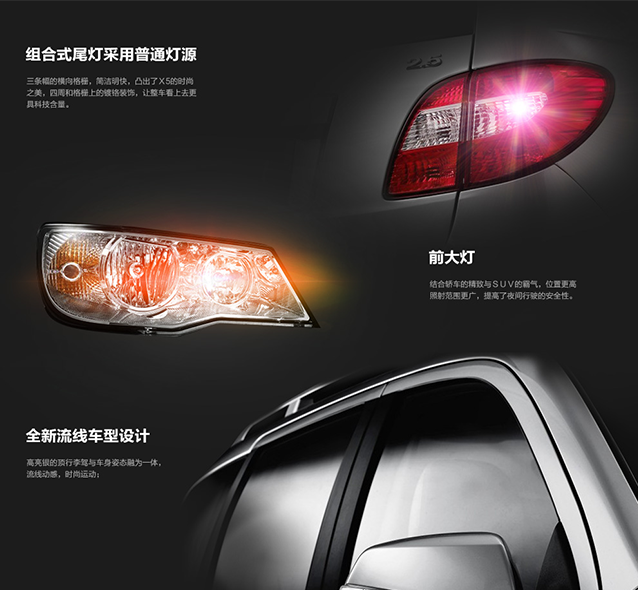 组合式尾灯采用普通灯源
三条幅的横向格栅，简洁明快，凸出了X5的时尚
之美，四周和格栅上的镀铬装饰，让整车看上去更
具科技含量。
2.5
前大灯
结合轿车的精致与SUV的霸气，位置更高
照射范围更广，提高了夜间行驶的安全性。
全新流线车型设计
高亮银的顶行李驾与车身姿态融为一体，
流线动感，时尚运动；